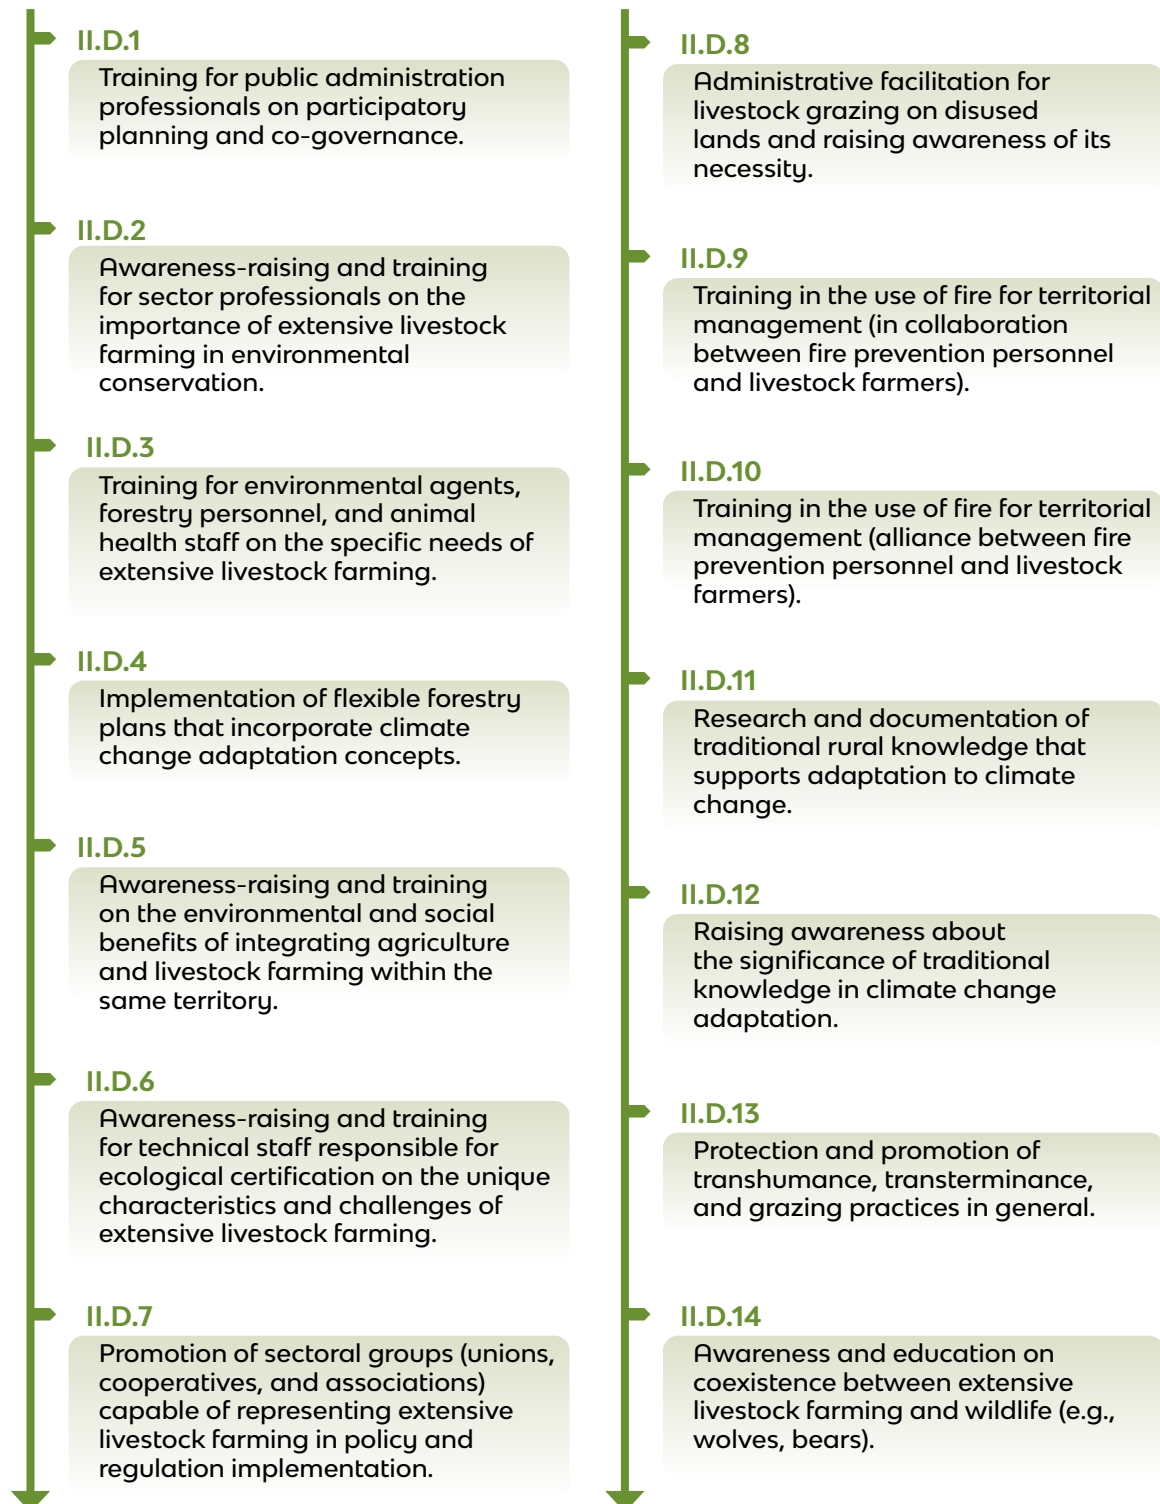 II.D.1
Training for public administration
professionals on participatory
planning and co-governance.
II.D.2
Awareness-raising and training
for sector professionals on the
importance of extensive livestock
farming in environmental
conservation.
II.D.3
Training for environmental agents,
forestry personnel, and animal
health staff on the specific needs of
extensive livestock farming.
II.D.4
Implementation of flexible forestry
plans that incorporate climate
change adaptation concepts.
II.D.5
Awareness-raising and training
on the environmental and social
benefits of integrating agriculture
and livestock farming within the
same territory.
II.D.6
Awareness-raising and training
for technical staff responsible for
ecological certification on the unique
characteristics and challenges of
extensive livestock farming.
II.D.7
Promotion of sectoral groups (unions,
cooperatives, and associations)
capable of representing extensive
livestock farming in policy and
regulation implementation.
II.D.8
Administrative facilitation for
livestock grazing on disused
lands and raising awareness of its
necessity.
II.D.9
Training in the use of fire for territorial
management (in collaboration
between fire prevention personnel
and livestock farmers).
II.D.10
Training in the use of fire for territorial
management (alliance between fire
prevention personnel and livestock
farmers).
II.D.11
Research and documentation of
traditional rural knowledge that
supports adaptation to climate
change.
II.D.12
Raising awareness about
the significance of traditional
knowledge in climate change
adaptation.
II.D.13
Protection and promotion of
transhumance, transterminance,
and grazing practices in general.
II.D.14
Awareness and education on
coexistence between extensive
livestock farming and wildlife (e.g.,
wolves, bears).